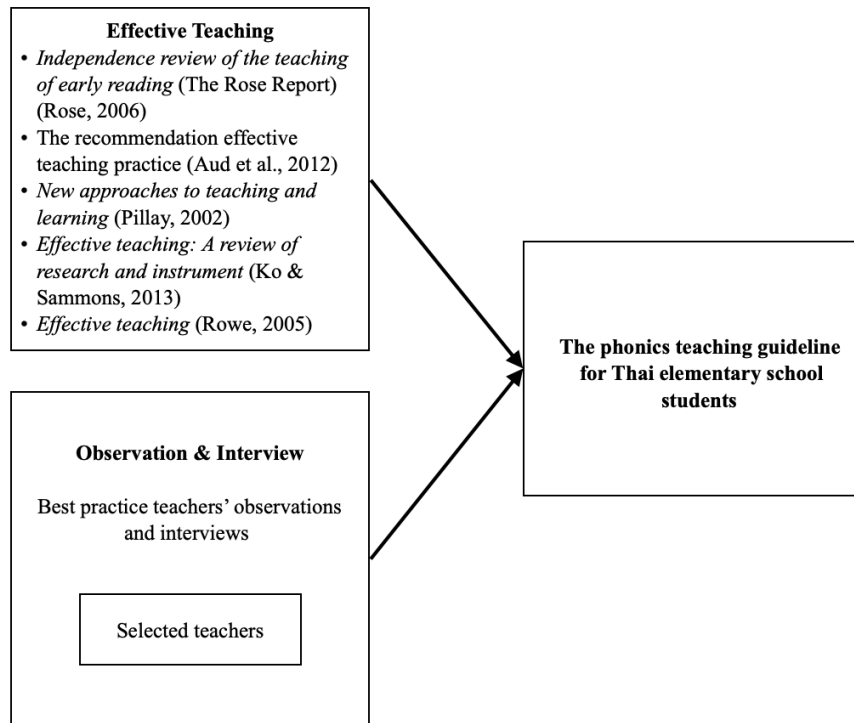 Effective Teaching
• Independence review of the teaching
of early reading (The Rose Report)
(Rose, 2006)
• The recommendation effective
teaching practice (Aud et al., 2012)
• New approaches to teaching and
learning (Pillay, 2002)
• Effective teaching: A review of
research and instrument (Ko &
Sammons, 2013)
• Effective teaching (Rowe, 2005)
Observation & Interview
Best practice teachers’ observations
and interviews
Selected teachers
The phonics teaching guideline
for Thai elementary school
students